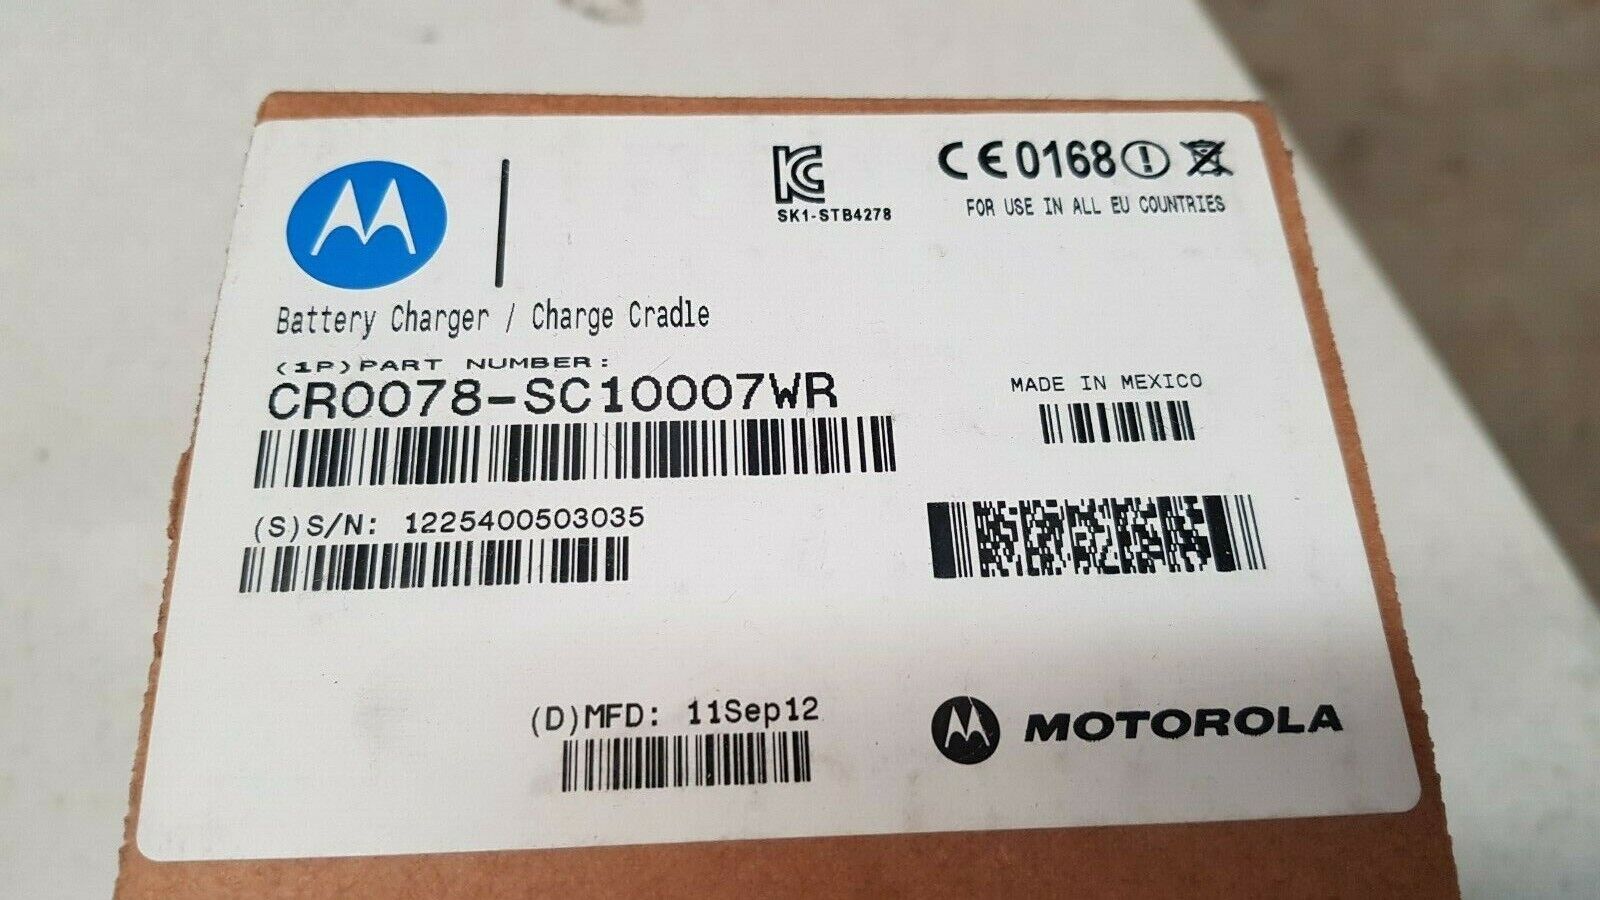 SK1-STB4278
CE0168
FOR USE IN ALL EU COUNTRIES
Battery Charger / Charge Cradle
(1P)PART NUMBER:
CR0078-SC10007WR
MADE IN MEXICO
(S)S/N: 1225400503035
(D)MFD: 11Sep12
MOTOROLA